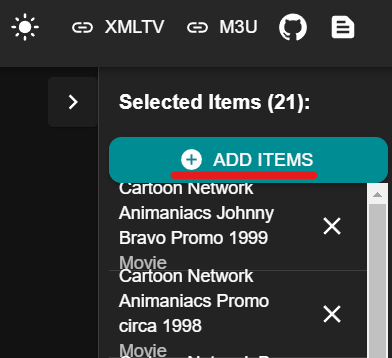 XMLTV M3U
Selected Items (21):
ADD ITEMS
Cartoon Network
Animaniacs Johnny
Bravo Promo 1999
Movie
Cartoon Network
Animaniacs Promo
circa 1998
Movie